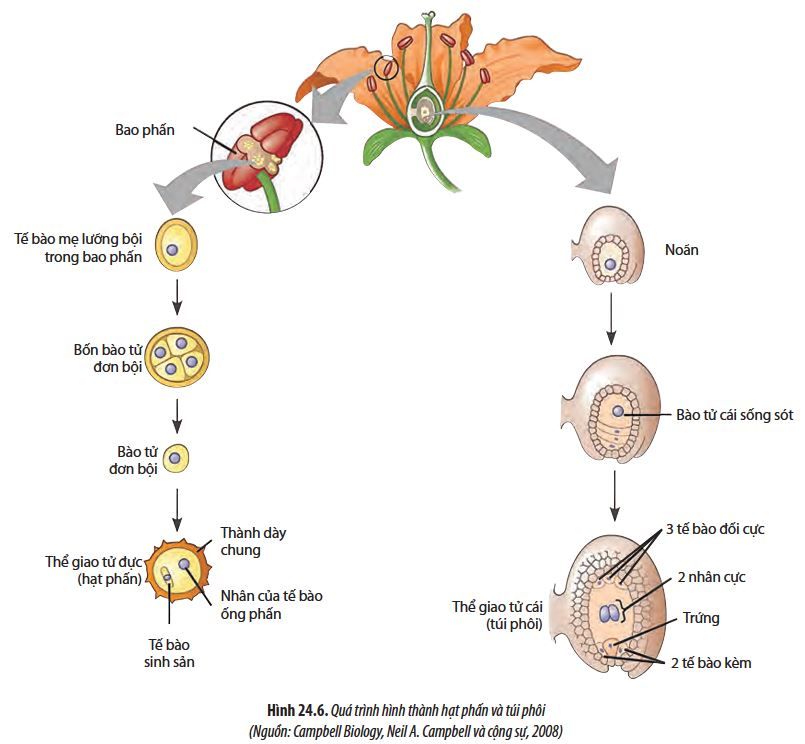 Bao phấn
Tế bào mẹ lưỡng bội
trong bao phấn
Bốn bào tử
đơn bội
Bào tử
đơn bội
Thể giao tử đực
(hạt phấn)
Thành dày
chung
Nhân của tế bào
ống phấn
Tế bào
sinh sản
Noán
Bào tử cái sống sót
3 tế bào đối cực
2 nhân cực
Thể giao tử cái
(túi phôi)
Trứng
2 tế bào kèm
Hình 24.6. Quá trình hình thành hạt phấn và túi phôi
(Nguồn: Campbell Biology, Neil A. Campbell và cộng sự, 2008)